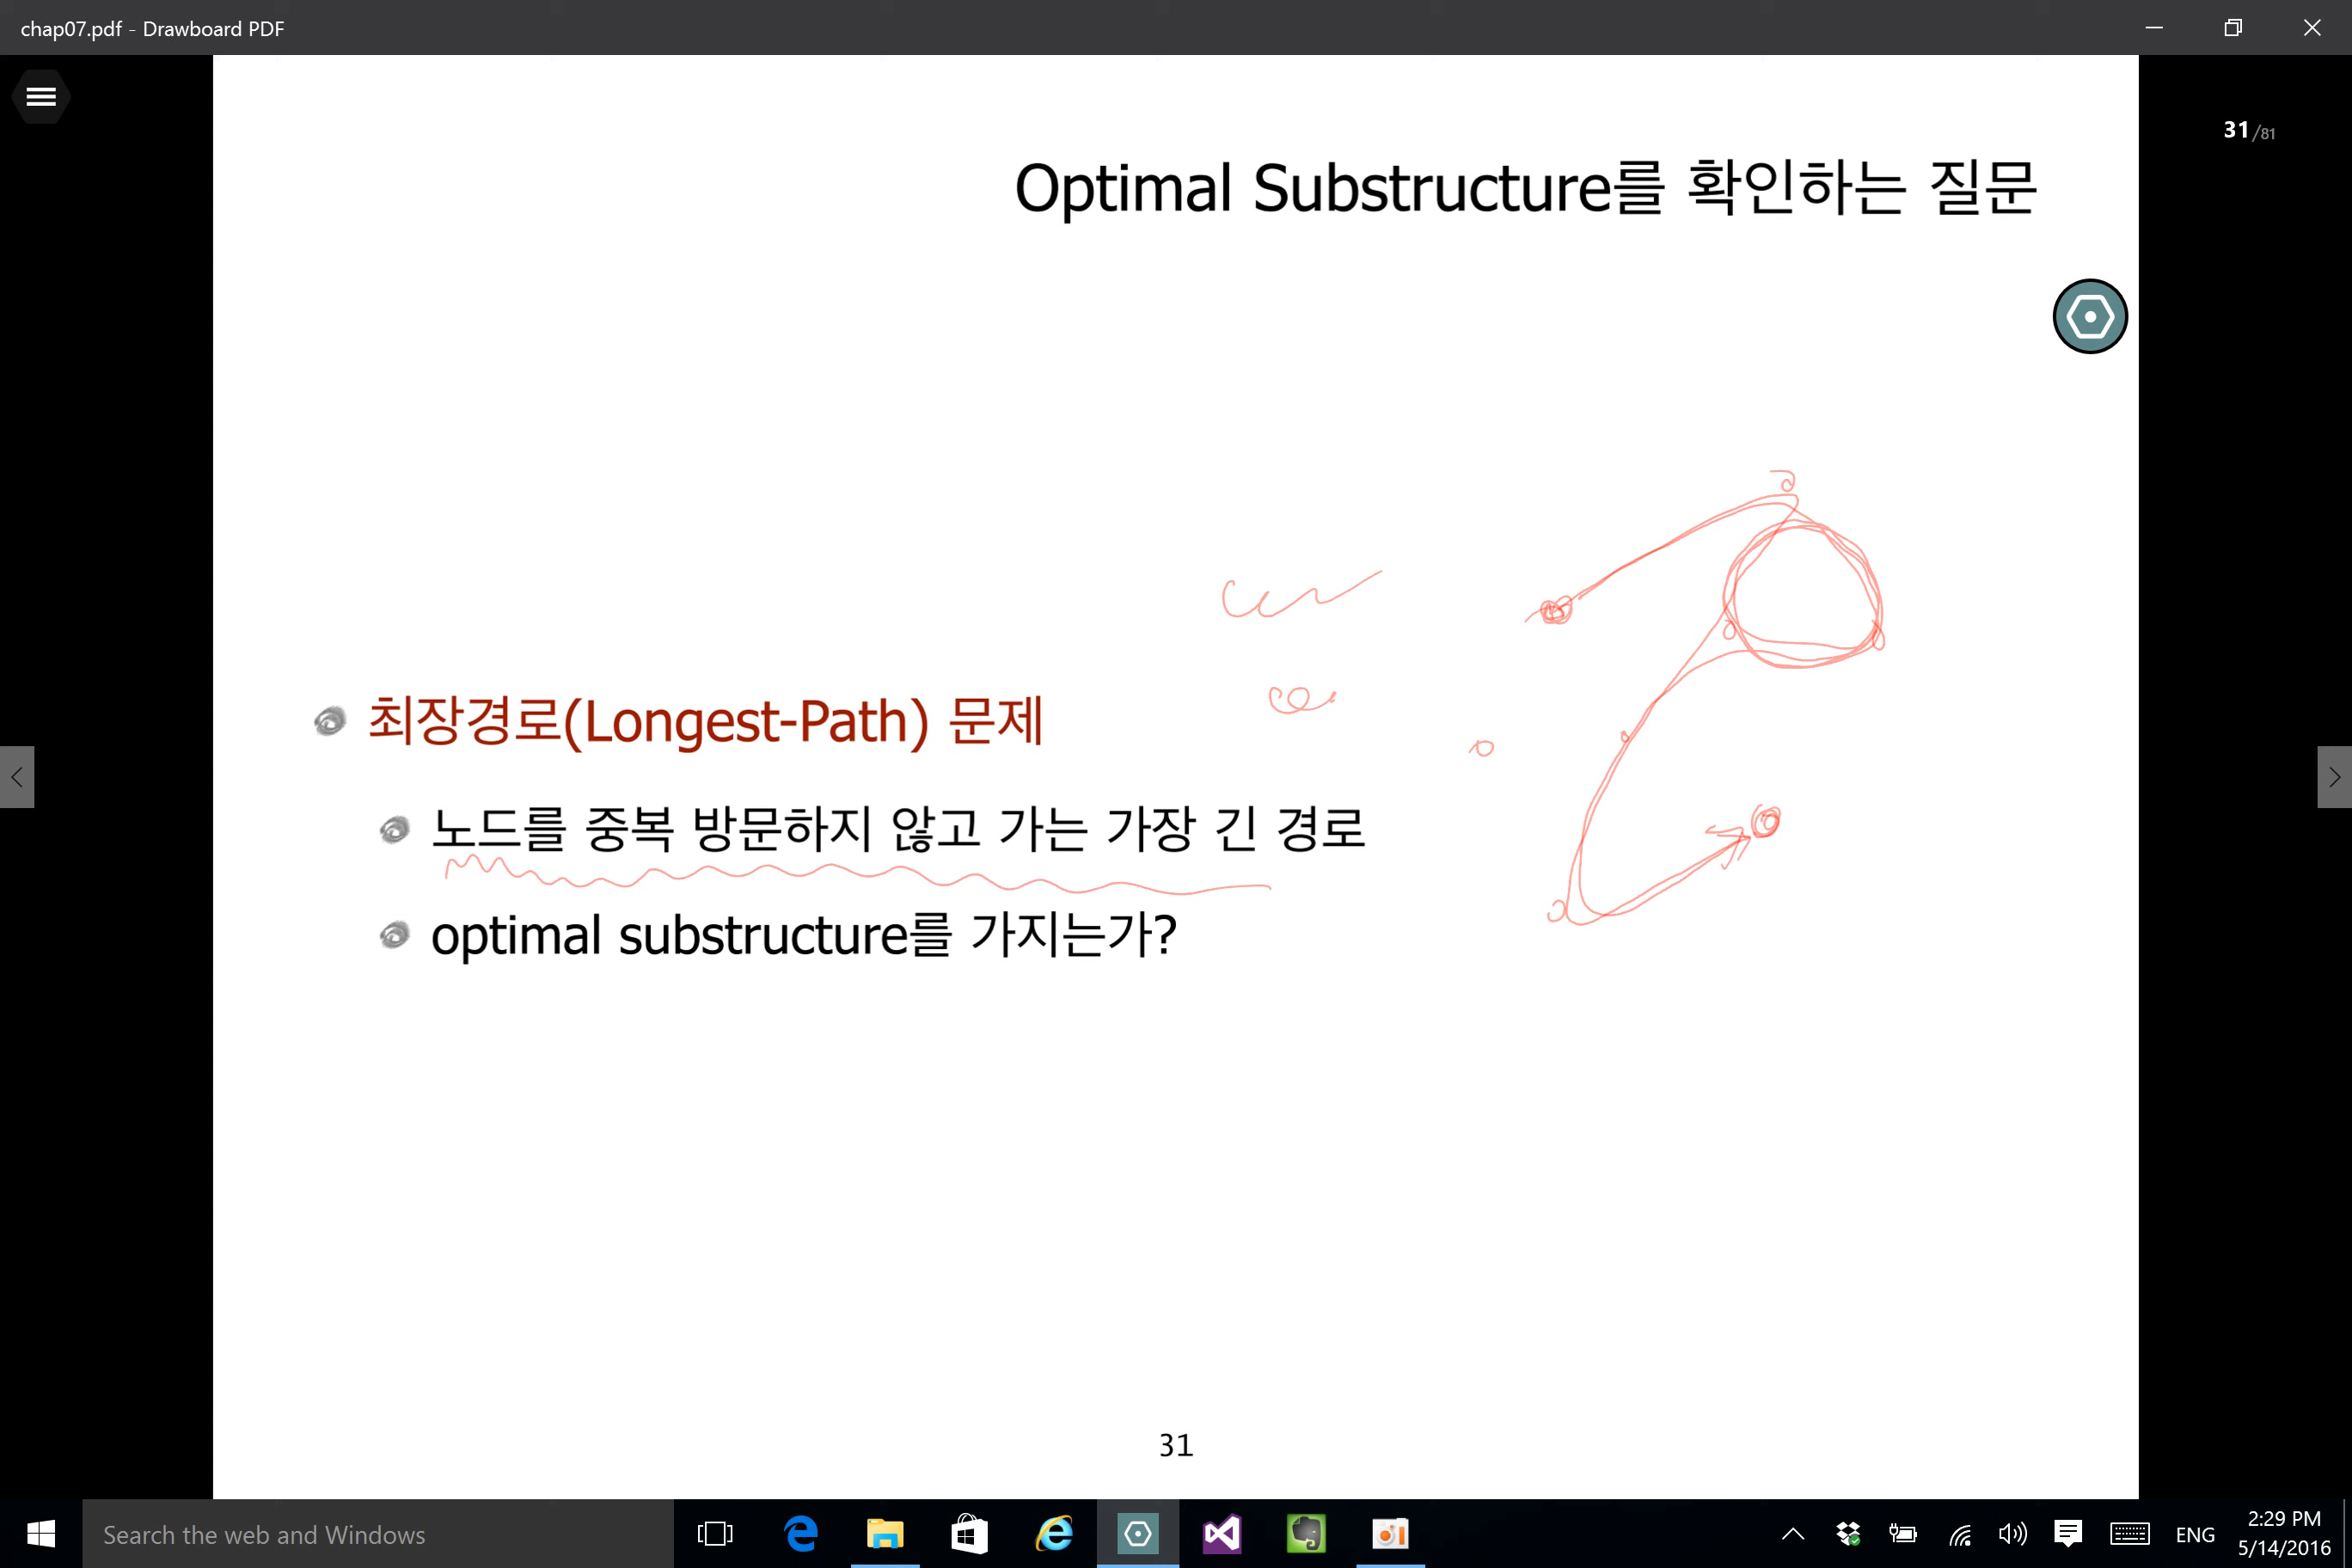 chap07.pdf - Drawboard PDF
31/81
Optimal Substructure를 확인하는 질문
최장경로(Longest-Path) 문제
노드를 중복 방문하지 않고 가는 가장 긴 경로
optimal substructure를 가지는가?
31
Search the web and Windows
ENG
2:29 PM
5/14/2016